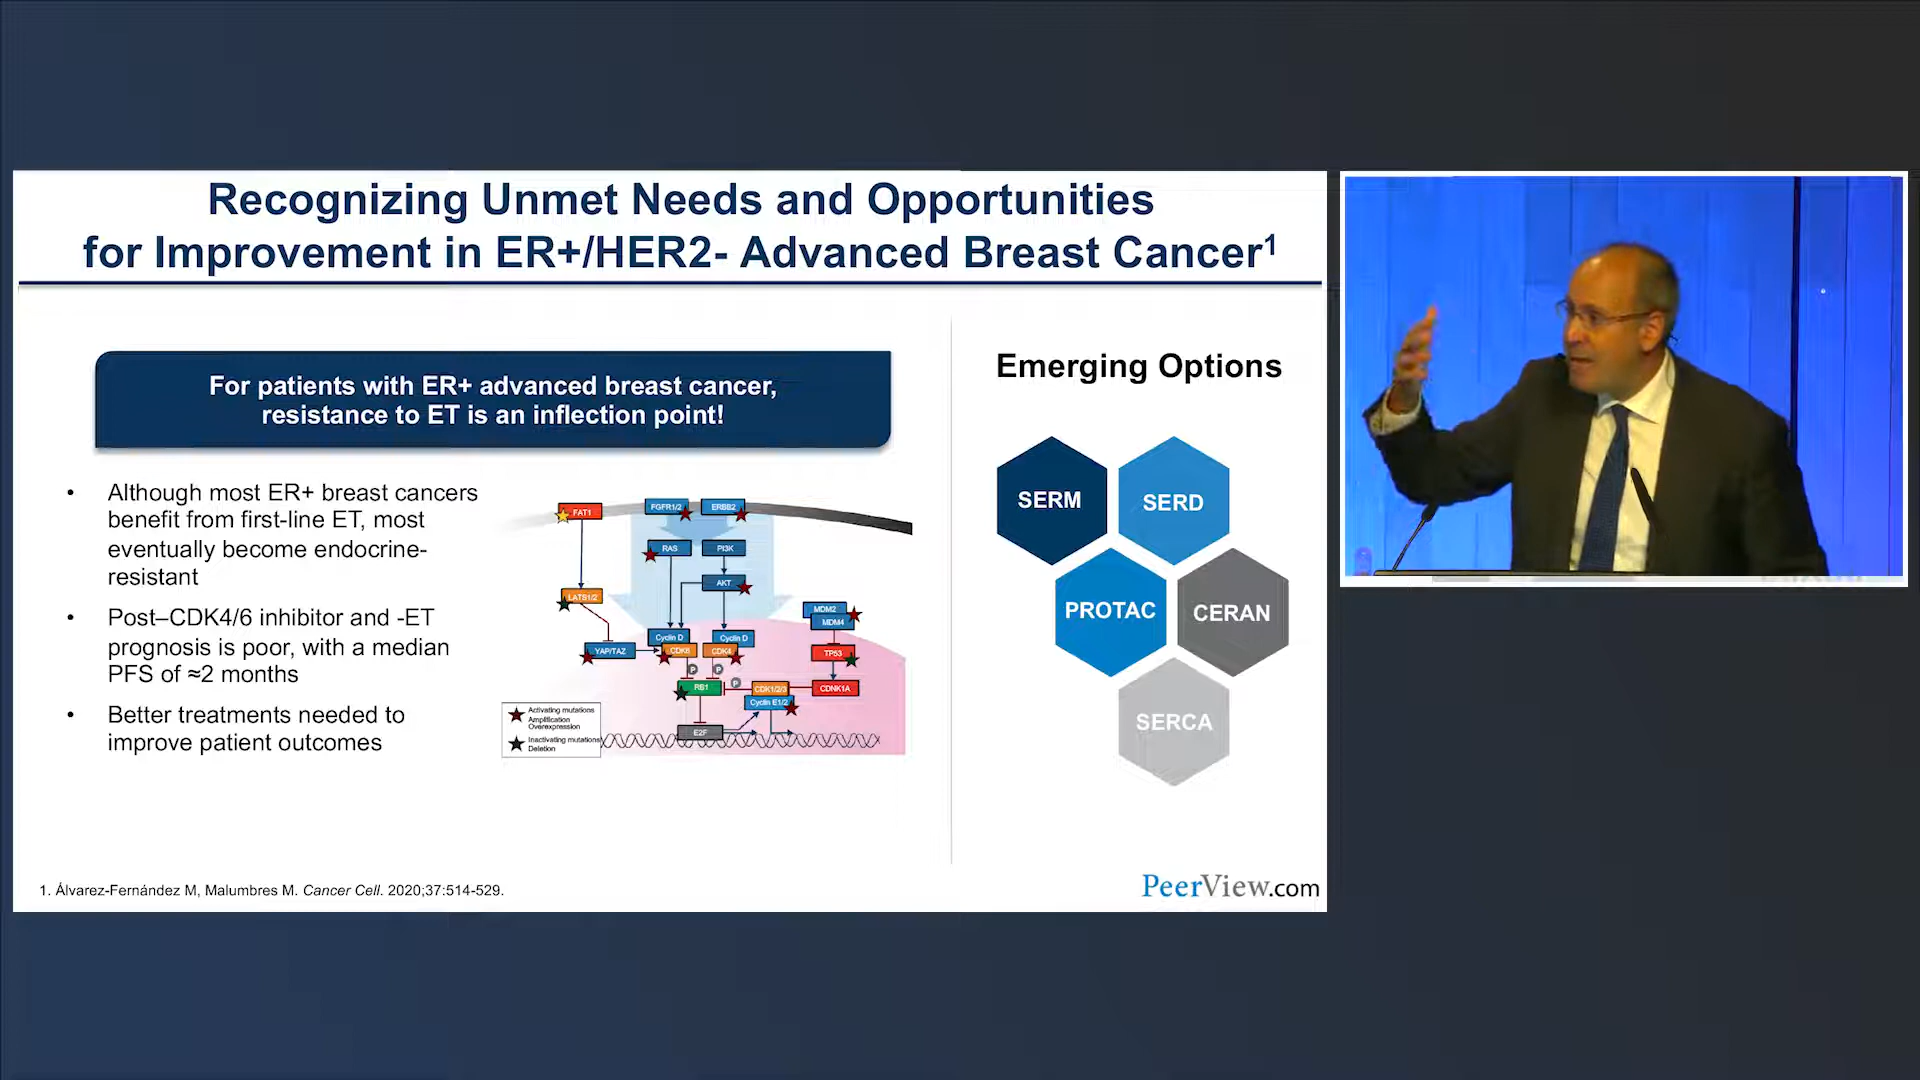 Recognizing Unmet Needs and Opportunities
for Improvement in ER+/HER2- Advanced Breast Cancer¹
For patients with ER+ advanced breast cancer,
resistance to ET is an inflection point!
• Although most ER+ breast cancers
benefit from first-line ET, most
eventually become endocrine-
resistant
• Post–CDK4/6 inhibitor and -ET
prognosis is poor, with a median
PFS of ≈2 months
• Better treatments needed to
improve patient outcomes
FAT1
FGFR1/2
ERBB2
RAS
PI3K
AKT
LATS1/2
MDM2
MDM4
Cyclin D
Cyclin D
YAP/TAZ
CDK6
CDK4
TP53
P
P
P
RB1
CDK1/2/3
CDNK1A
Cyclin E1/2
E2F
Activating mutations
Amplification
Overexpression
Inactivating mutations
Deletion
Emerging Options
SERM
SERD
PROTAC
CERAN
SERCA
1. Álvarez-Fernández M, Malumbres M. Cancer Cell. 2020;37:514-529.
PeerView.com